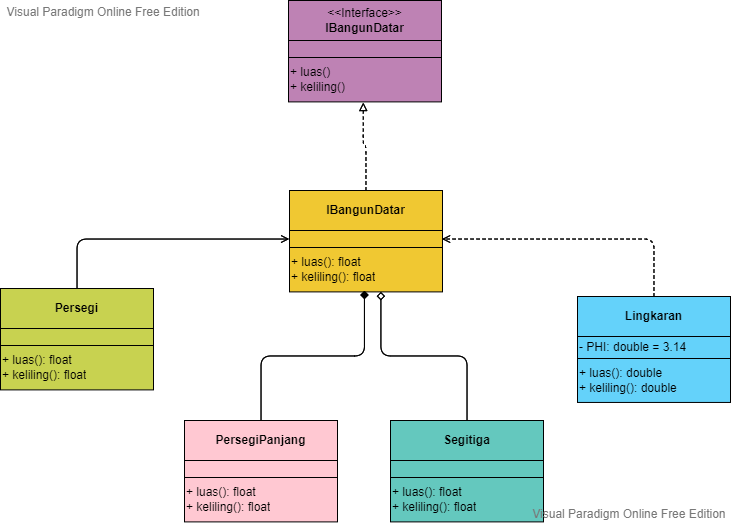 Visual Paradigm Online Free Edition
<<Interface>>
IBangunDatar
+ luas()
+ keliling()
IBangunDatar
+ luas(): float
+ keliling(): float
Persegi
+ luas(): float
+ keliling(): float
Lingkaran
- PHI: double = 3.14
+ luas(): double
+ keliling(): double
PersegiPanjang
+ luas(): float
+ keliling(): float
Segitiga
+ luas(): float
+ keliling(): float
Visual Paradigm Online Free Edition